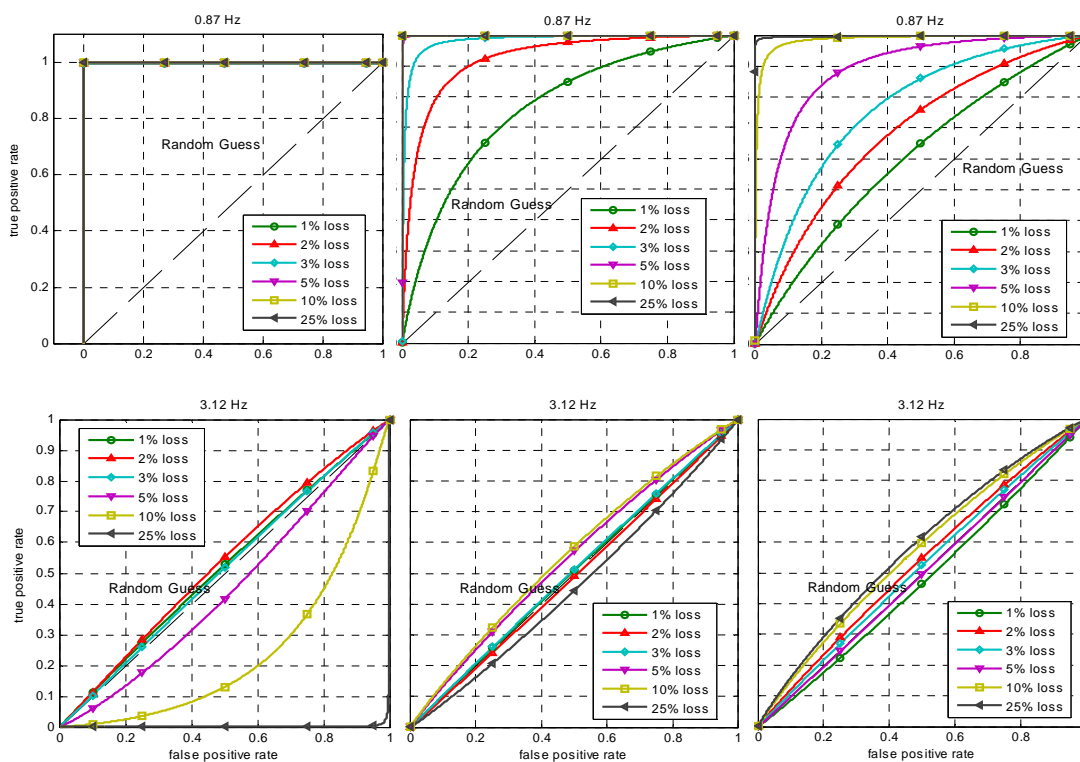 0.87 Hz
1
0.8
0.6
0.4
0.2
0
0 0.2 0.4 0.6 0.8 1
true positive rate
Random Guess
1% loss
2% loss
3% loss
5% loss
10% loss
25% loss
0.87 Hz
0 0.2 0.4 0.6 0.8 1
Random Guess
1% loss
2% loss
3% loss
5% loss
10% loss
25% loss
0.87 Hz
0 0.2 0.4 0.6 0.8
Random Guess
1% loss
2% loss
3% loss
5% loss
10% loss
25% loss
3.12 Hz
1
0.9
0.8
0.7
0.6
0.5
0.4
0.3
0.2
0.1
0
0 0.2 0.4 0.6 0.8 1
true positive rate
false positive rate
Random Guess
1% loss
2% loss
3% loss
5% loss
10% loss
25% loss
3.12 Hz
0 0.2 0.4 0.6 0.8 1
false positive rate
Random Guess
1% loss
2% loss
3% loss
5% loss
10% loss
25% loss
3.12 Hz
0 0.2 0.4 0.6 0.8
false positive rate
Random Guess
1% loss
2% loss
3% loss
5% loss
10% loss
25% loss